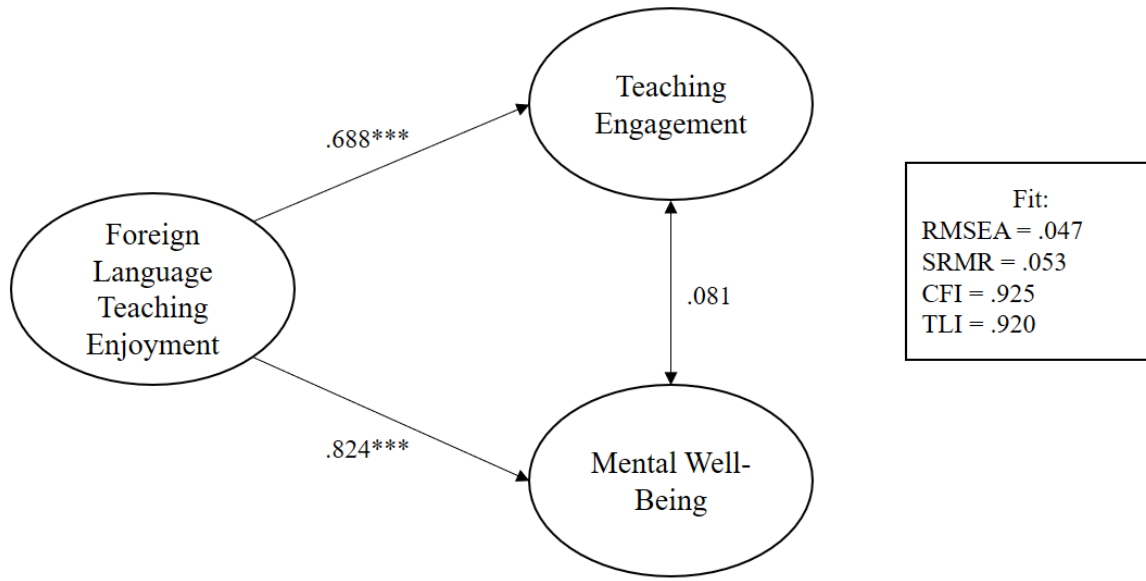 Teaching
Engagement
.688***
Foreign
Language
Teaching
Enjoyment
.081
.824***
Mental Well-
Being
Fit:
RMSEA = .047
SRMR = .053
CFI = .925
TLI = .920